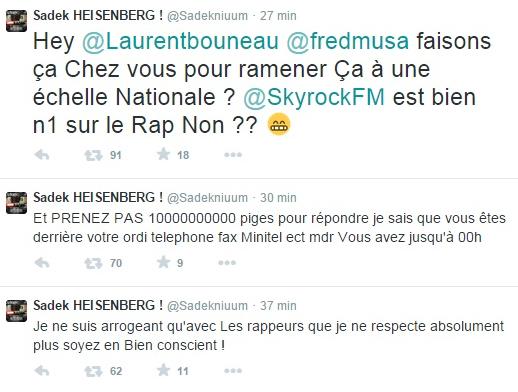 Sadek HEISENBERG ! @Sadekniuum · 27 min
Hey @Laurentbouneau @fredmusa faisons
ça Chez vous pour ramener Ça à une
échelle Nationale ? @SkyrockFM est bien
n1 sur le Rap Non ?? 😁
91 18
Sadek HEISENBERG ! @Sadekniuum · 30 min
Et PRENEZ PAS 10000000000 piges pour répondre je sais que vous êtes
derrière votre ordi telephone fax Minitel ect mdr Vous avez jusqu'à 00h
70 9
Sadek HEISENBERG ! @Sadekniuum · 37 min
Je ne suis arrogeant qu'avec Les rappeurs que je ne respecte absolument
plus soyez en Bien conscient !
62 11